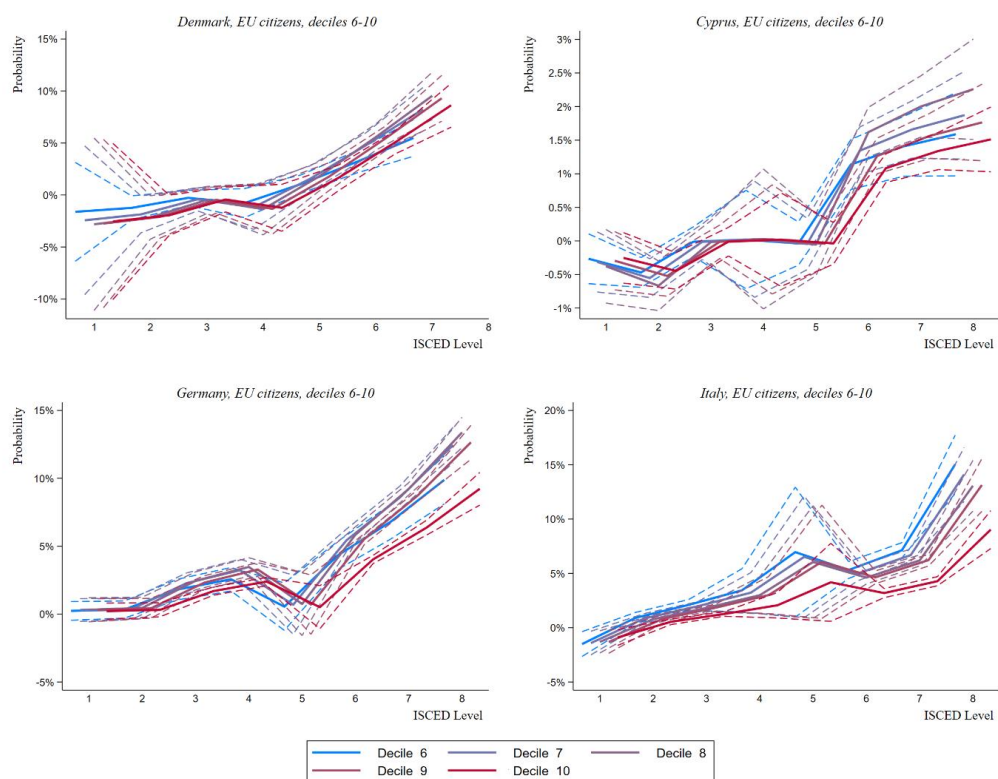 Denmark, EU citizens, deciles 6-10
Probability
15%
10%
5%
0%
-5%
-10%
1 2 3 4 5 6 7 8
ISCED Level
Cyprus, EU citizens, deciles 6-10
Probability
3%
2.5%
2%
1.5%
1%
0.5%
0%
-0.5%
-1%
1 2 3 4 5 6 7 8
ISCED Level
Germany, EU citizens, deciles 6-10
Probability
15%
10%
5%
0%
-5%
1 2 3 4 5 6 7 8
ISCED Level
Italy, EU citizens, deciles 6-10
Probability
20%
15%
10%
5%
0%
-5%
1 2 3 4 5 6 7 8
ISCED Level
Decile 6 Decile 7 Decile 8
Decile 9 Decile 10